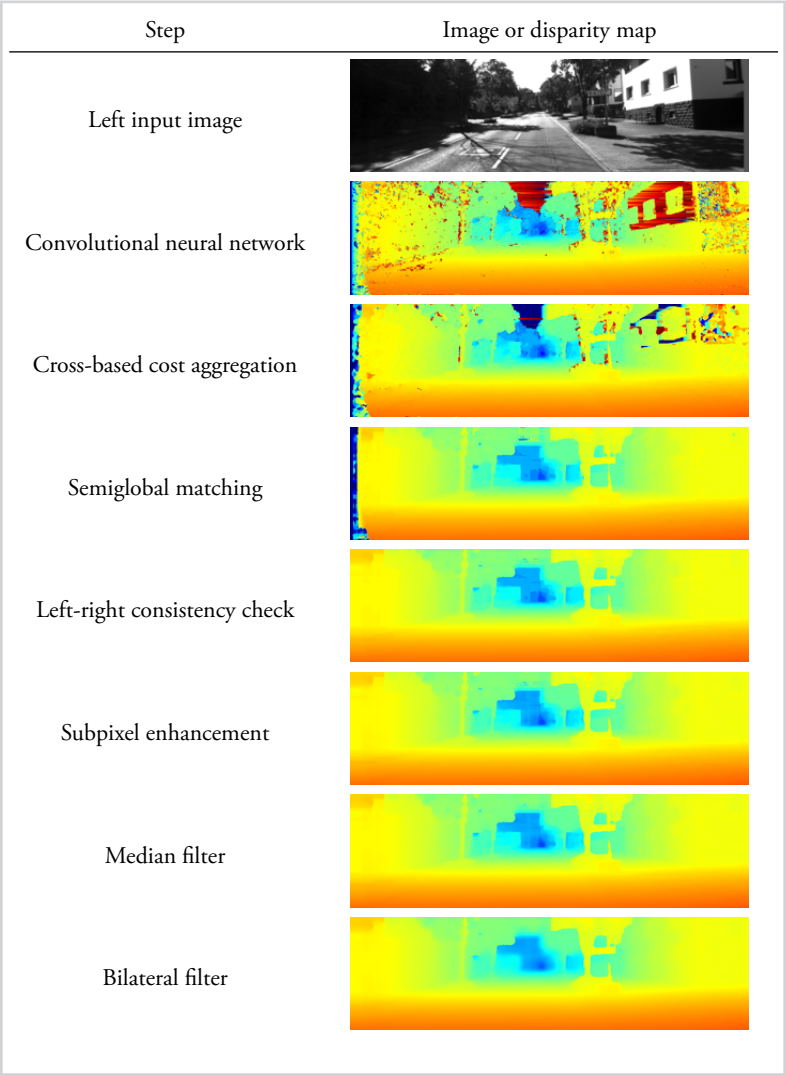 Step Image or disparity map
Left input image
Convolutional neural network
Cross-based cost aggregation
Semiglobal matching
Left-right consistency check
Subpixel enhancement
Median filter
Bilateral filter